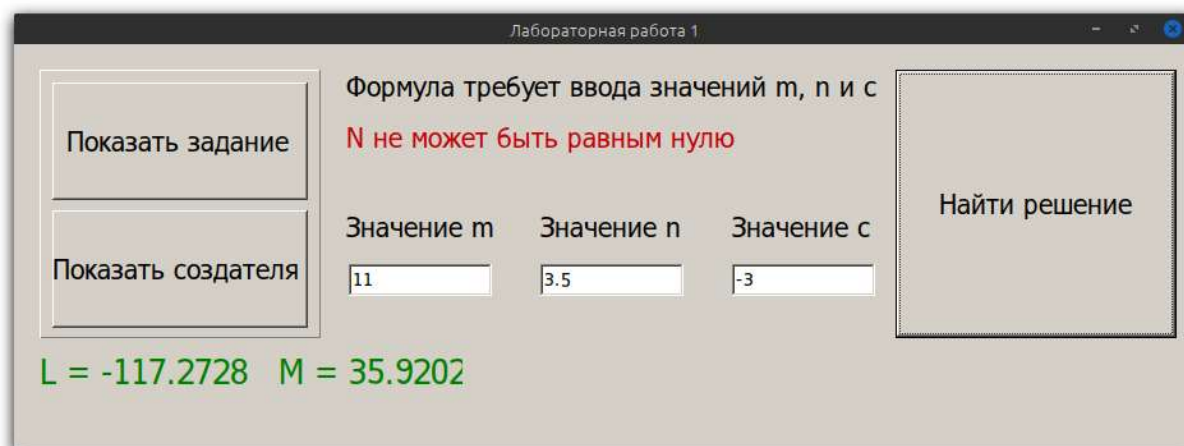 Лабораторная работа 1
Формула требует ввода значений m, n и c
Показать задание
N не может быть равным нулю
Найти решение
Значение m Значение n Значение c
Показать создателя
11 3.5 -3
L = -117.2728 M = 35.9202